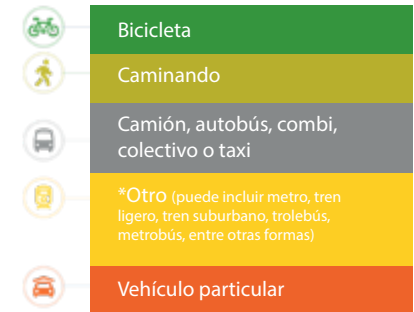 Bicicleta
Caminando
Camión, autobús, combi,
colectivo o taxi
*Otro (puede incluir metro, tren
ligero, tren suburbano, trolebús,
metrobús, entre otras formas)
Vehículo particular